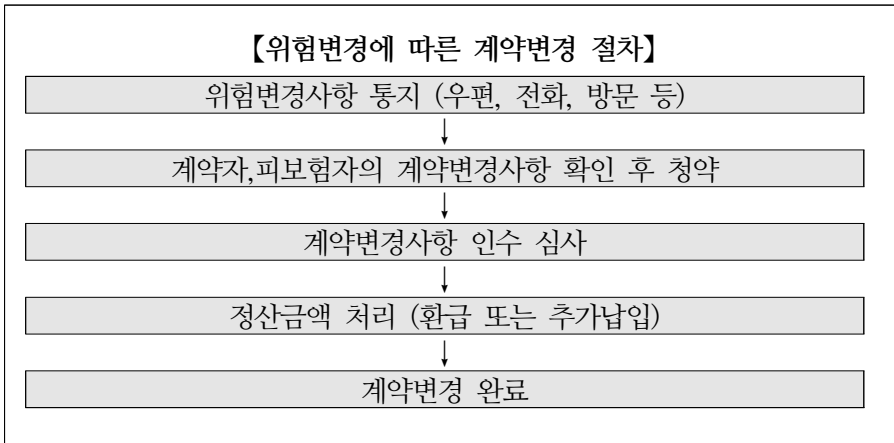 【위험변경에 따른 계약변경 절차】
위험변경사항 통지 (우편, 전화, 방문 등)
계약자,피보험자의 계약변경사항 확인 후 청약
계약변경사항 인수 심사
정산금액 처리 (환급 또는 추가납입)
계약변경 완료